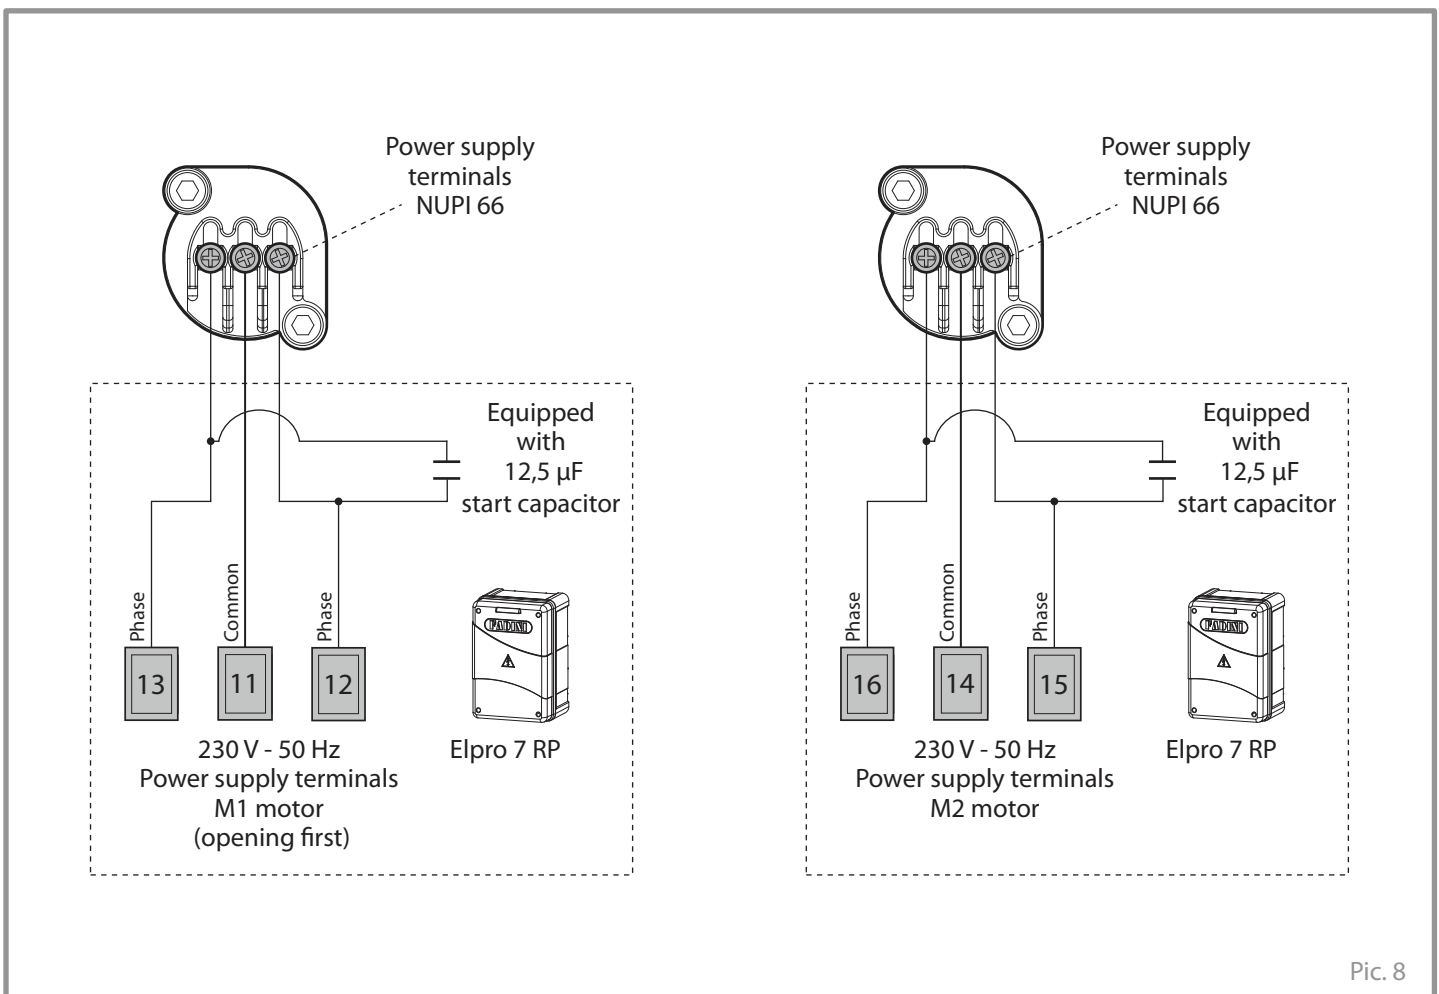 Power supply
terminals
NUPI 66
Equipped
with
12,5 µF
start capacitor
Phase
Common
Phase
13
11
12
FADINI
230 V - 50 Hz
Power supply terminals
M1 motor
(opening first)
Elpro 7 RP
Power supply
terminals
NUPI 66
Equipped
with
12,5 µF
start capacitor
Phase
Common
Phase
16
14
15
FADINI
230 V - 50 Hz
Power supply terminals
M2 motor
Elpro 7 RP
Pic. 8